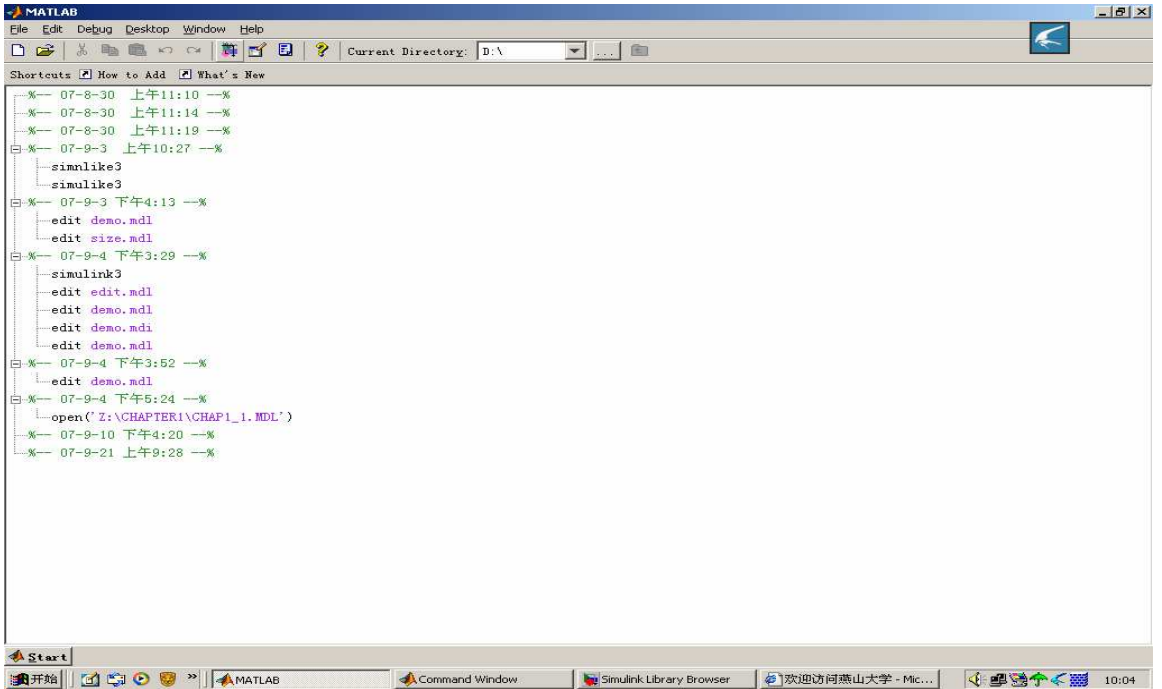 MATLAB
File Edit Debug Desktop Window Help
Current Directory: D:\ ...
Shortcuts How to Add What's New
%-- 07-8-30 上午11:10 --%
%-- 07-8-30 上午11:14 --%
%-- 07-8-30 上午11:19 --%
%-- 07-9-3 上午10:27 --%
simnlike3
simulike3
%-- 07-9-3 下午4:13 --%
edit demo.mdl
edit size.mdl
%-- 07-9-4 下午3:29 --%
simulink3
edit edit.mdl
edit demo.mdl
edit demo.mdi
edit demo.mdl
%-- 07-9-4 下午3:52 --%
edit demo.mdl
%-- 07-9-4 下午5:24 --%
open('Z:\CHAPTER1\CHAP1_1.MDL')
%-- 07-9-10 下午4:20 --%
%-- 07-9-21 上午9:28 --%
Start
开始 » MATLAB Command Window Simulink Library Browser 欢迎访问燕山大学 - Mic... 10:04